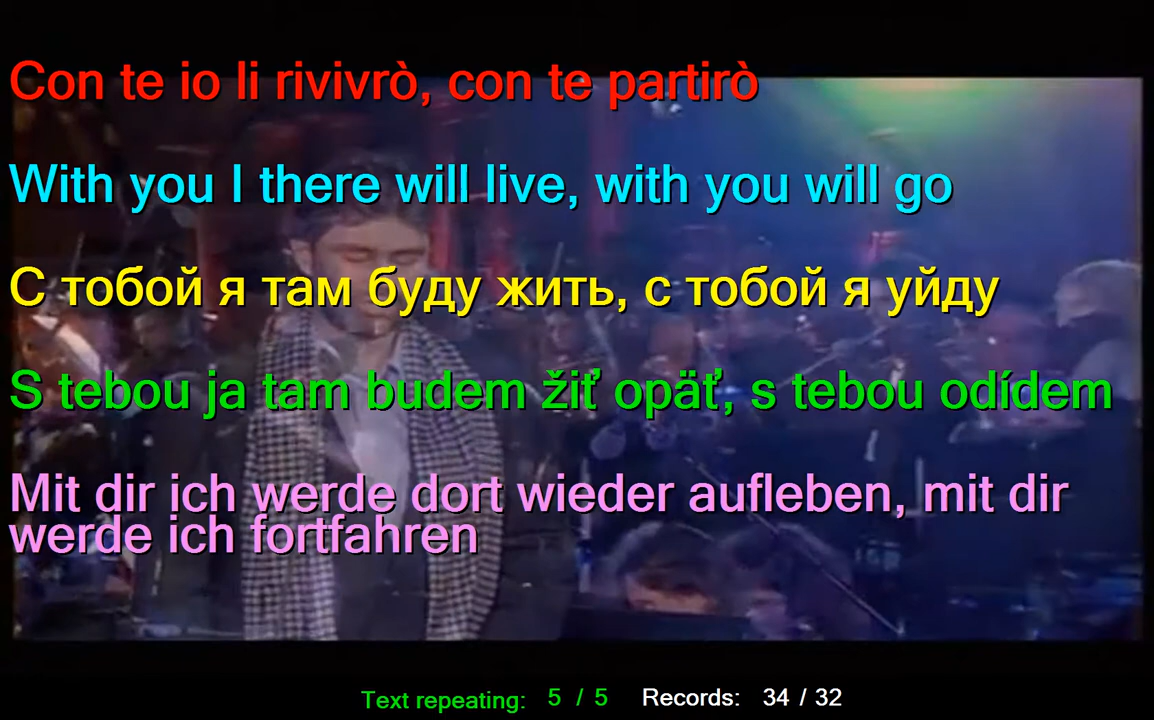 Con te io li rivivrò, con te partirò
With you I there will live, with you will go
С тобой я там буду жить, с тобой я уйду
S tebou ja tam budem žiť opäť, s tebou odídem
Mit dir ich werde dort wieder aufleben, mit dir
werde ich fortfahren
Text repeating: 5 / 5 Records: 34 / 32